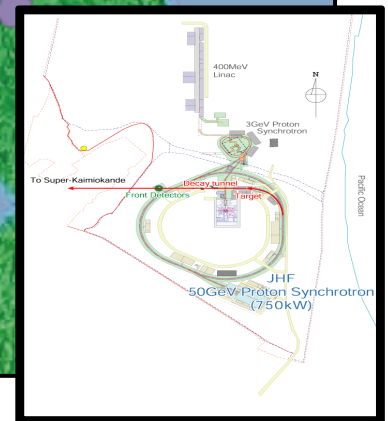 400MeV
Linac
N
3GeV Proton
Synchrotron
To Super-Kaimiokande
Decay tunnel
Front Detectors
Target
Pacific Ocean
JHF
50GeV Proton Synchrotron
(750kW)